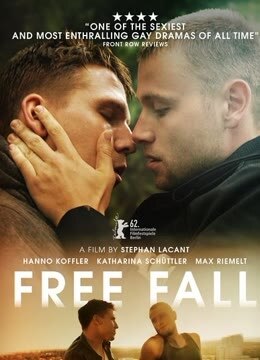 ★★★★
"ONE OF THE SEXIEST
AND MOST ENTHRALLING GAY DRAMAS OF ALL TIME"
FRONT ROW REVIEWS
62.
Internationale
Filmfestspiele
Berlin
A FILM BY STEPHAN LACANT
HANNO KOFFLER KATHARINA SCHÜTTLER MAX RIEMELT
FREE FALL